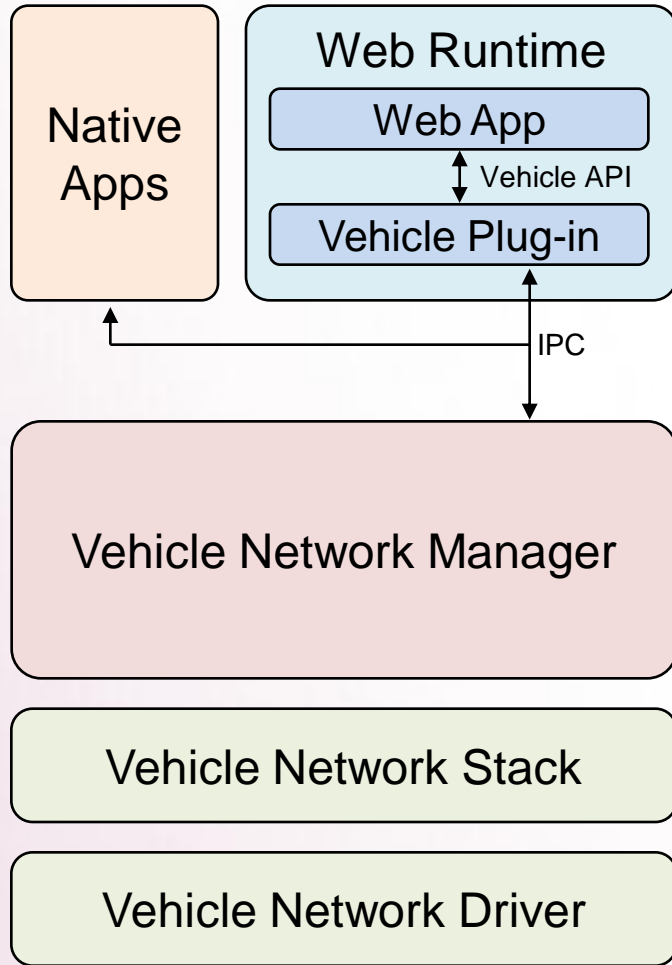 Native
Apps
Web Runtime
Web App
Vehicle API
Vehicle Plug-in
IPC
Vehicle Network Manager
Vehicle Network Stack
Vehicle Network Driver